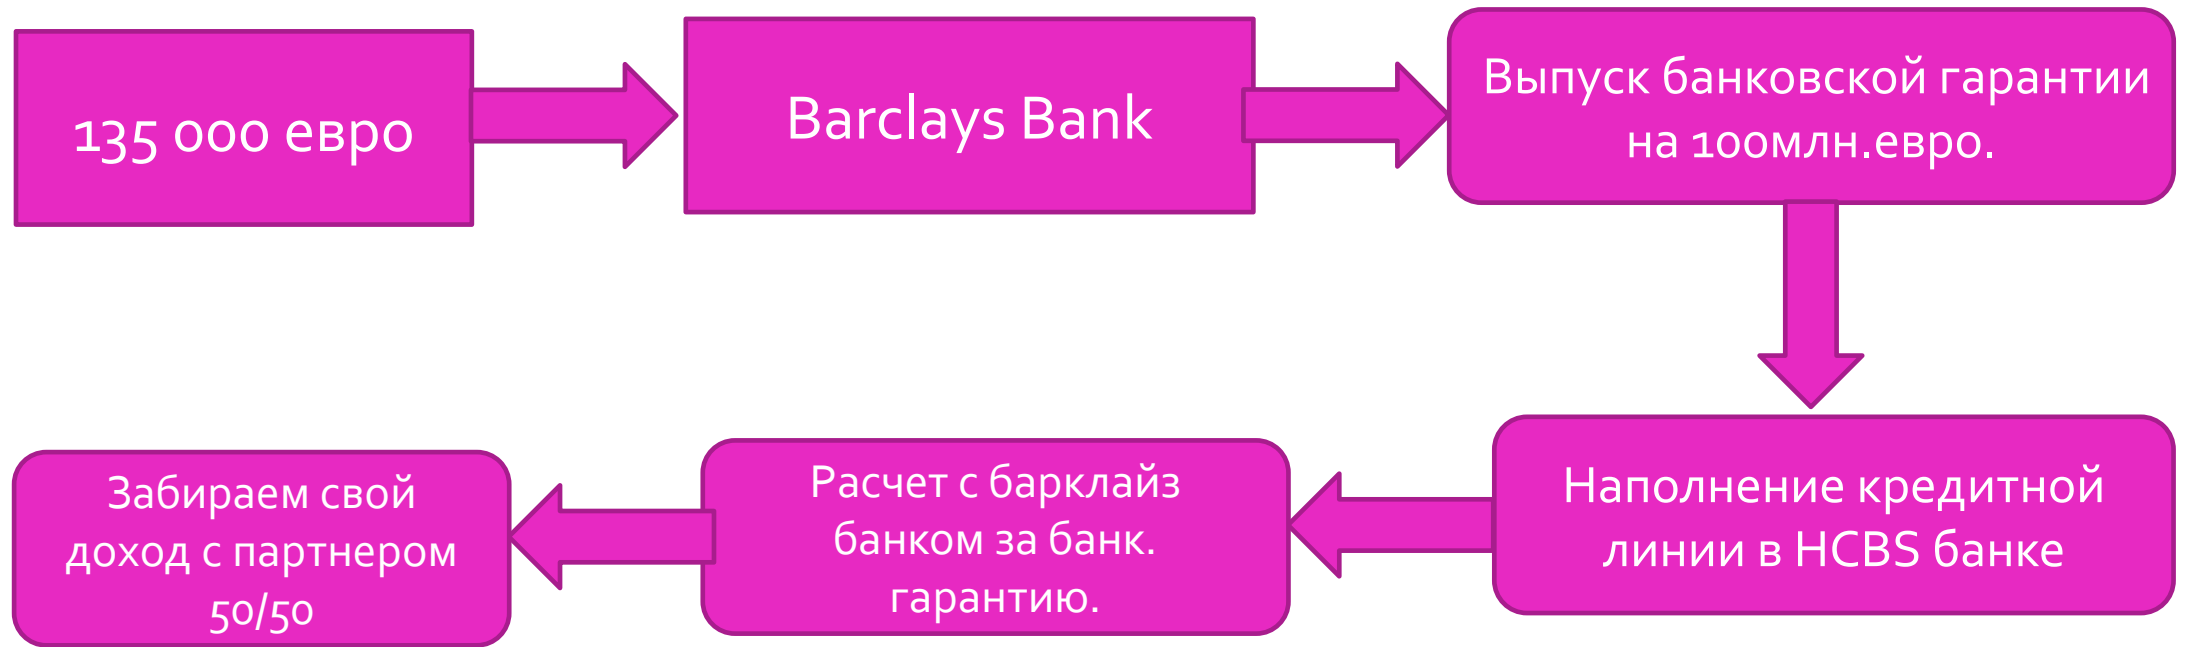 135 000 евро
Barclays Bank
Выпуск банковской гарантии
на 100млн.евро.
Наполнение кредитной
линии в HCBS банке
Расчет с барклайз
банком за банк.
гарантию.
Забираем свой
доход с партнером
50/50